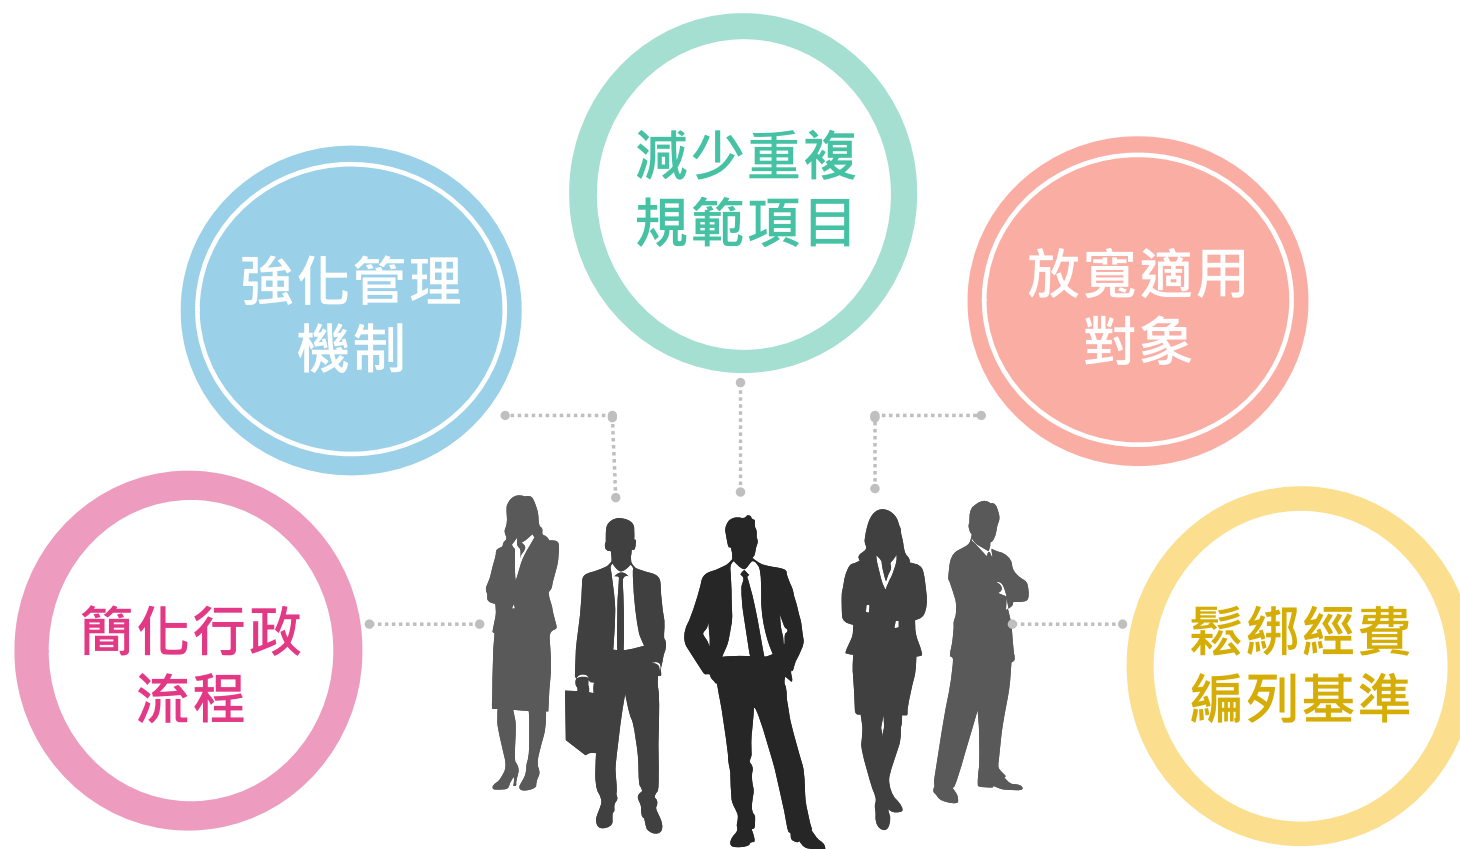 減少重複
規範項目
強化管理
機制
放寬適用
對象
簡化行政
流程
鬆綁經費
編列基準